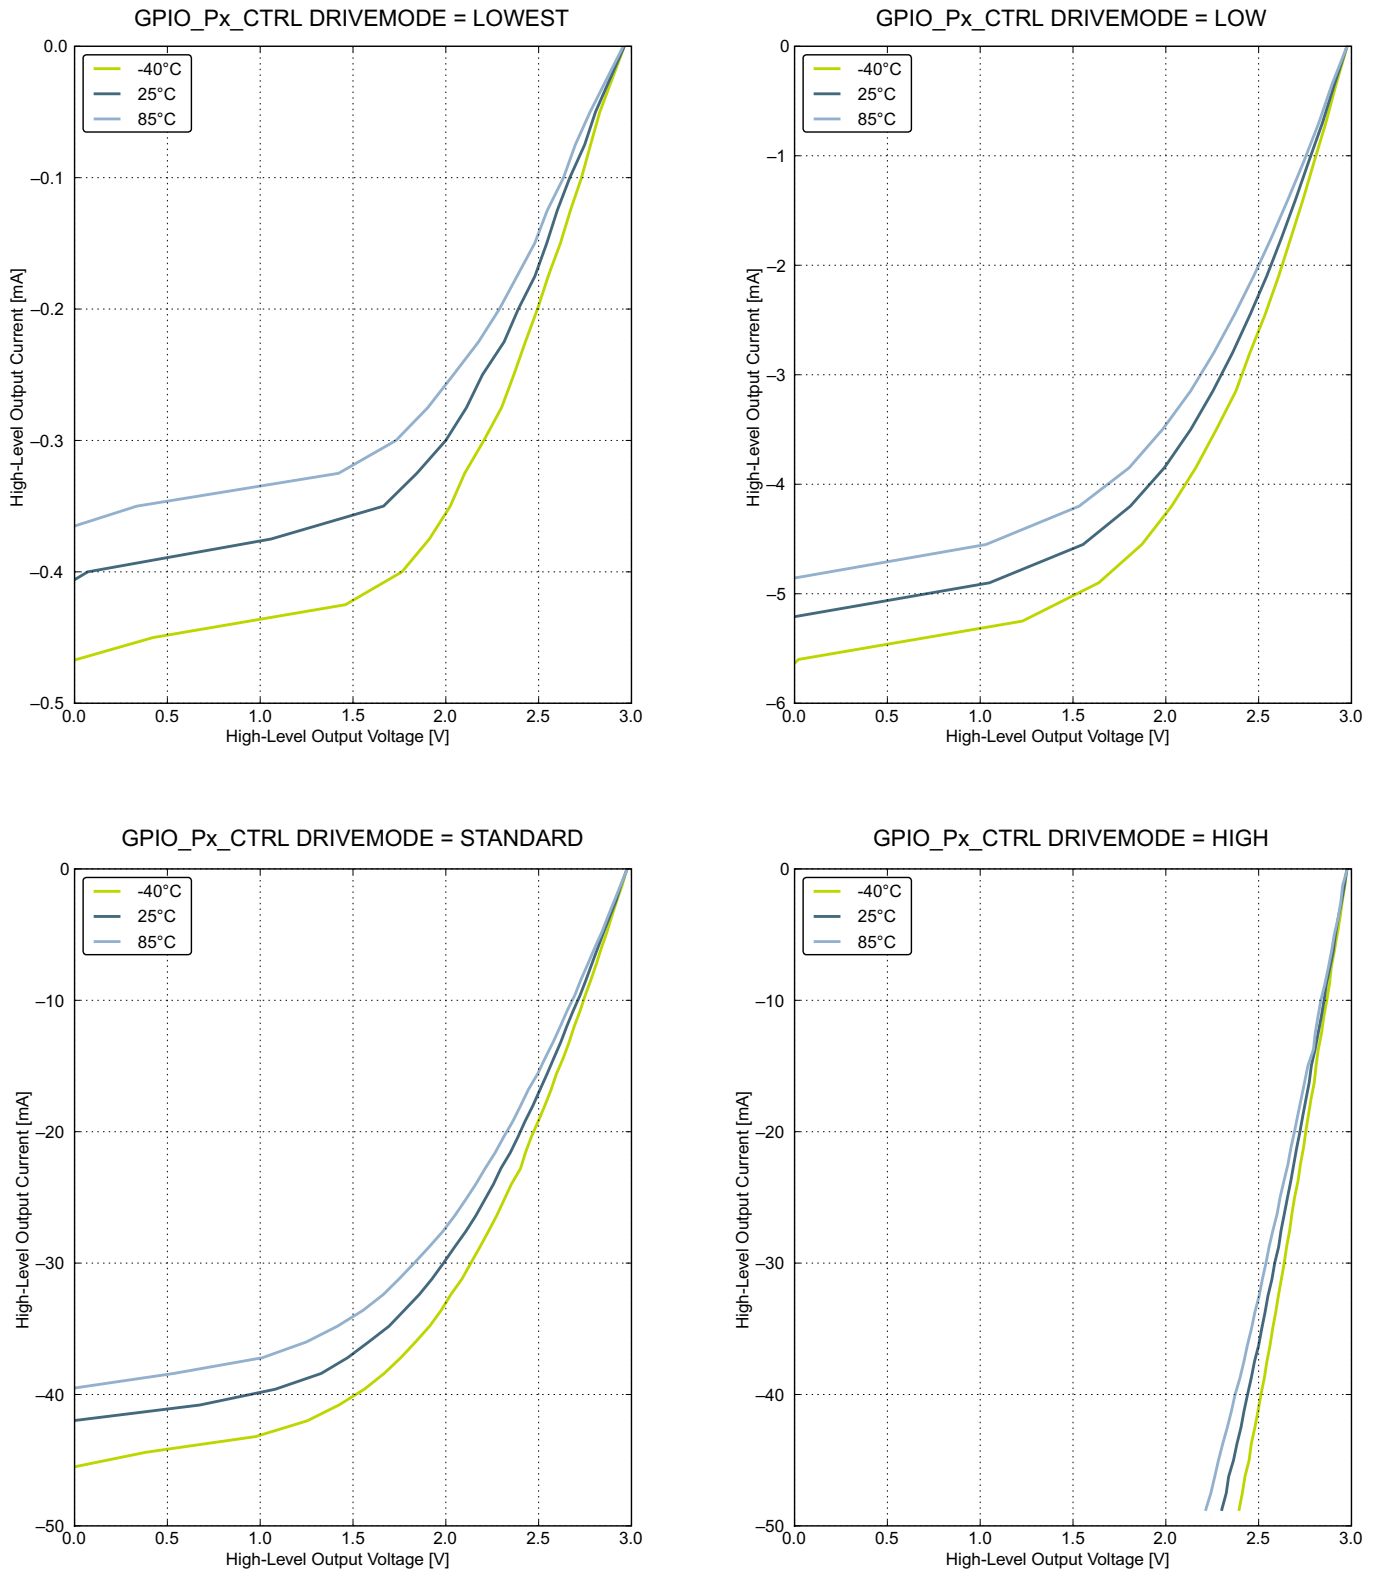 GPIO_Px_CTRL DRIVEMODE = LOWEST
0.0
–0.1
–0.2
–0.3
–0.4
–0.5
High-Level Output Current [mA]
-40°C
25°C
85°C
0.0 0.5 1.0 1.5 2.0 2.5 3.0
High-Level Output Voltage [V]
GPIO_Px_CTRL DRIVEMODE = LOW
0
–1
–2
–3
–4
–5
–6
High-Level Output Current [mA]
-40°C
25°C
85°C
0.0 0.5 1.0 1.5 2.0 2.5 3.0
High-Level Output Voltage [V]
GPIO_Px_CTRL DRIVEMODE = STANDARD
0
–10
–20
–30
–40
–50
High-Level Output Current [mA]
-40°C
25°C
85°C
0.0 0.5 1.0 1.5 2.0 2.5 3.0
High-Level Output Voltage [V]
GPIO_Px_CTRL DRIVEMODE = HIGH
0
–10
–20
–30
–40
–50
High-Level Output Current [mA]
-40°C
25°C
85°C
0.0 0.5 1.0 1.5 2.0 2.5 3.0
High-Level Output Voltage [V]